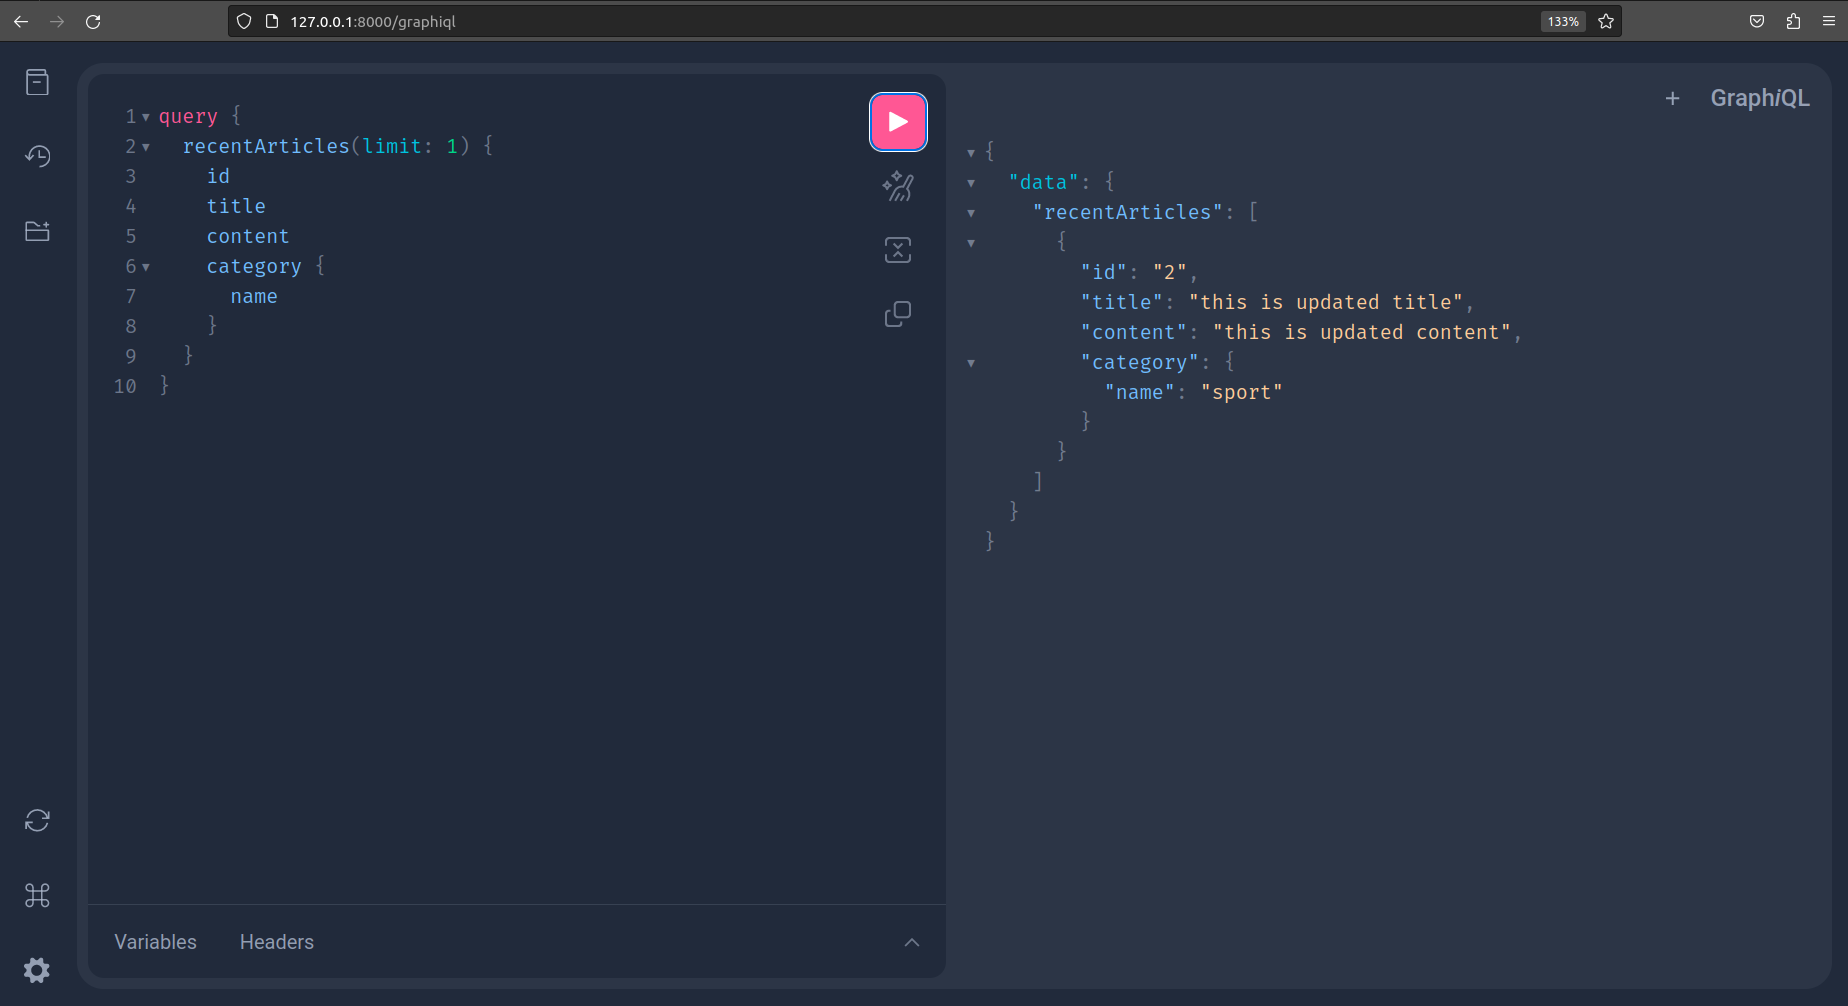 127.0.0.1:8000/graphiql
133%
1 query {
2 recentArticles(limit: 1) {
3 id
4 title
5 content
6 category {
7 name
8 }
9 }
10 }
Variables Headers
+ GraphiQL
{
"data": {
"recentArticles": [
{
"id": "2",
"title": "this is updated title",
"content": "this is updated content",
"category": {
"name": "sport"
}
}
]
}
}